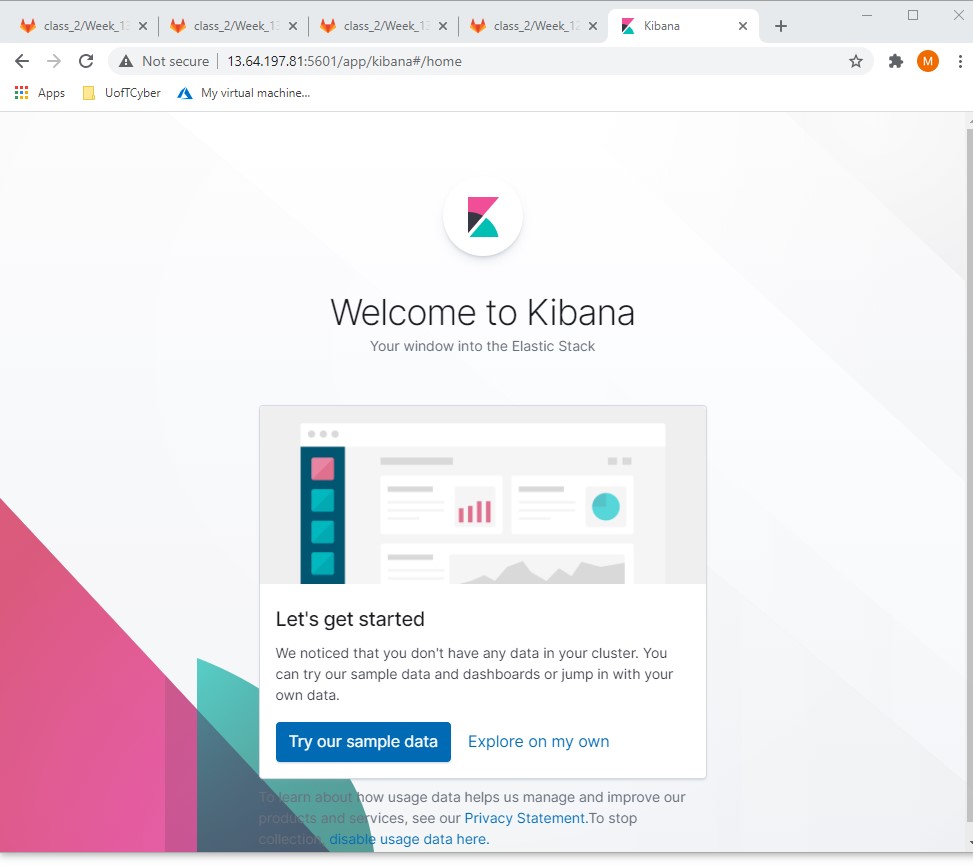 class_2/Week_13
class_2/Week_13
class_2/Week_13
class_2/Week_12
Kibana
Not secure 13.64.197.81:5601/app/kibana#/home
M
Apps UofTCyber My virtual machine...
Welcome to Kibana
Your window into the Elastic Stack
Let's get started
We noticed that you don't have any data in your cluster. You
can try our sample data and dashboards or jump in with your
own data.
Try our sample data Explore on my own
To learn about how usage data helps us manage and improve our
products and services, see our Privacy Statement.To stop
collection, disable usage data here.